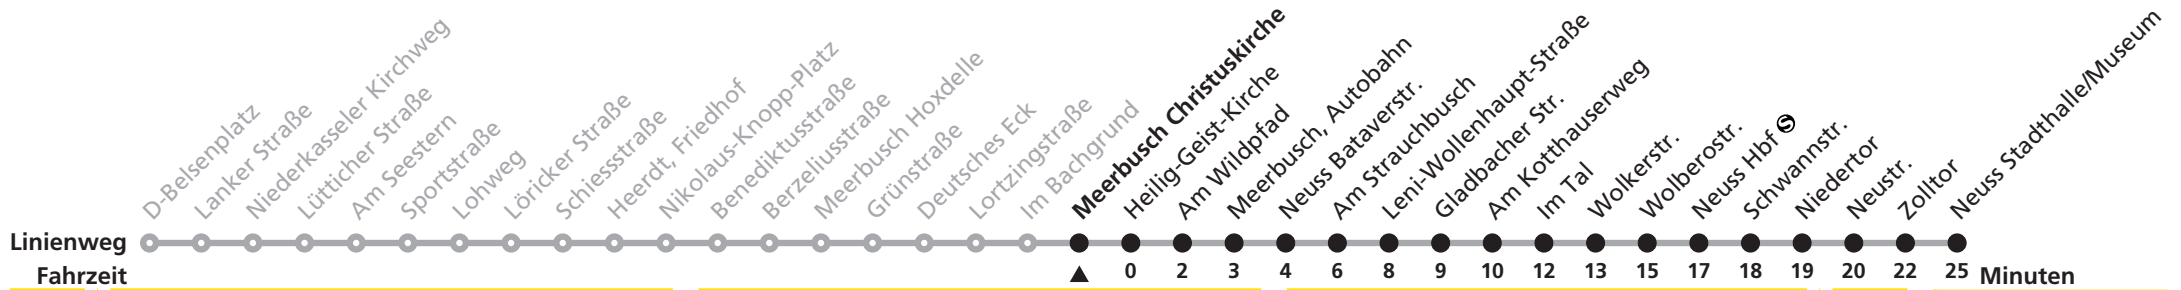 D-Belsenplatz
Lanker Straße
Niederkasseler Kirchweg
Lütticher Straße
Am Seestern
Sportstraße
Lohweg
Löricker Straße
Schiessstraße
Heerdt, Friedhof
Nikolaus-Knopp-Platz
Benediktusstraße
Berzeliusstraße
Meerbusch Hoxdelle
Grünstraße
Deutsches Eck
Lortzingstraße
Im Bachgrund
Meerbusch Christuskirche
Heilig-Geist-Kirche
Am Wildpfad
Meerbusch, Autobahn
Neuss Bataverstr.
Am Strauchbusch
Leni-Wollenhaupt-Straße
Gladbacher Str.
Am Kotthauserweg
Im Tal
Wolkerstr.
Wolberostr.
Neuss Hbf S
Schwannstr.
Niedertor
Neustr.
Zolltor
Neuss Stadthalle/Museum
Linienweg
Fahrzeit ▲ 0 2 3 4 6 8 9 10 12 13 15 17 18 19 20 22 25 Minuten